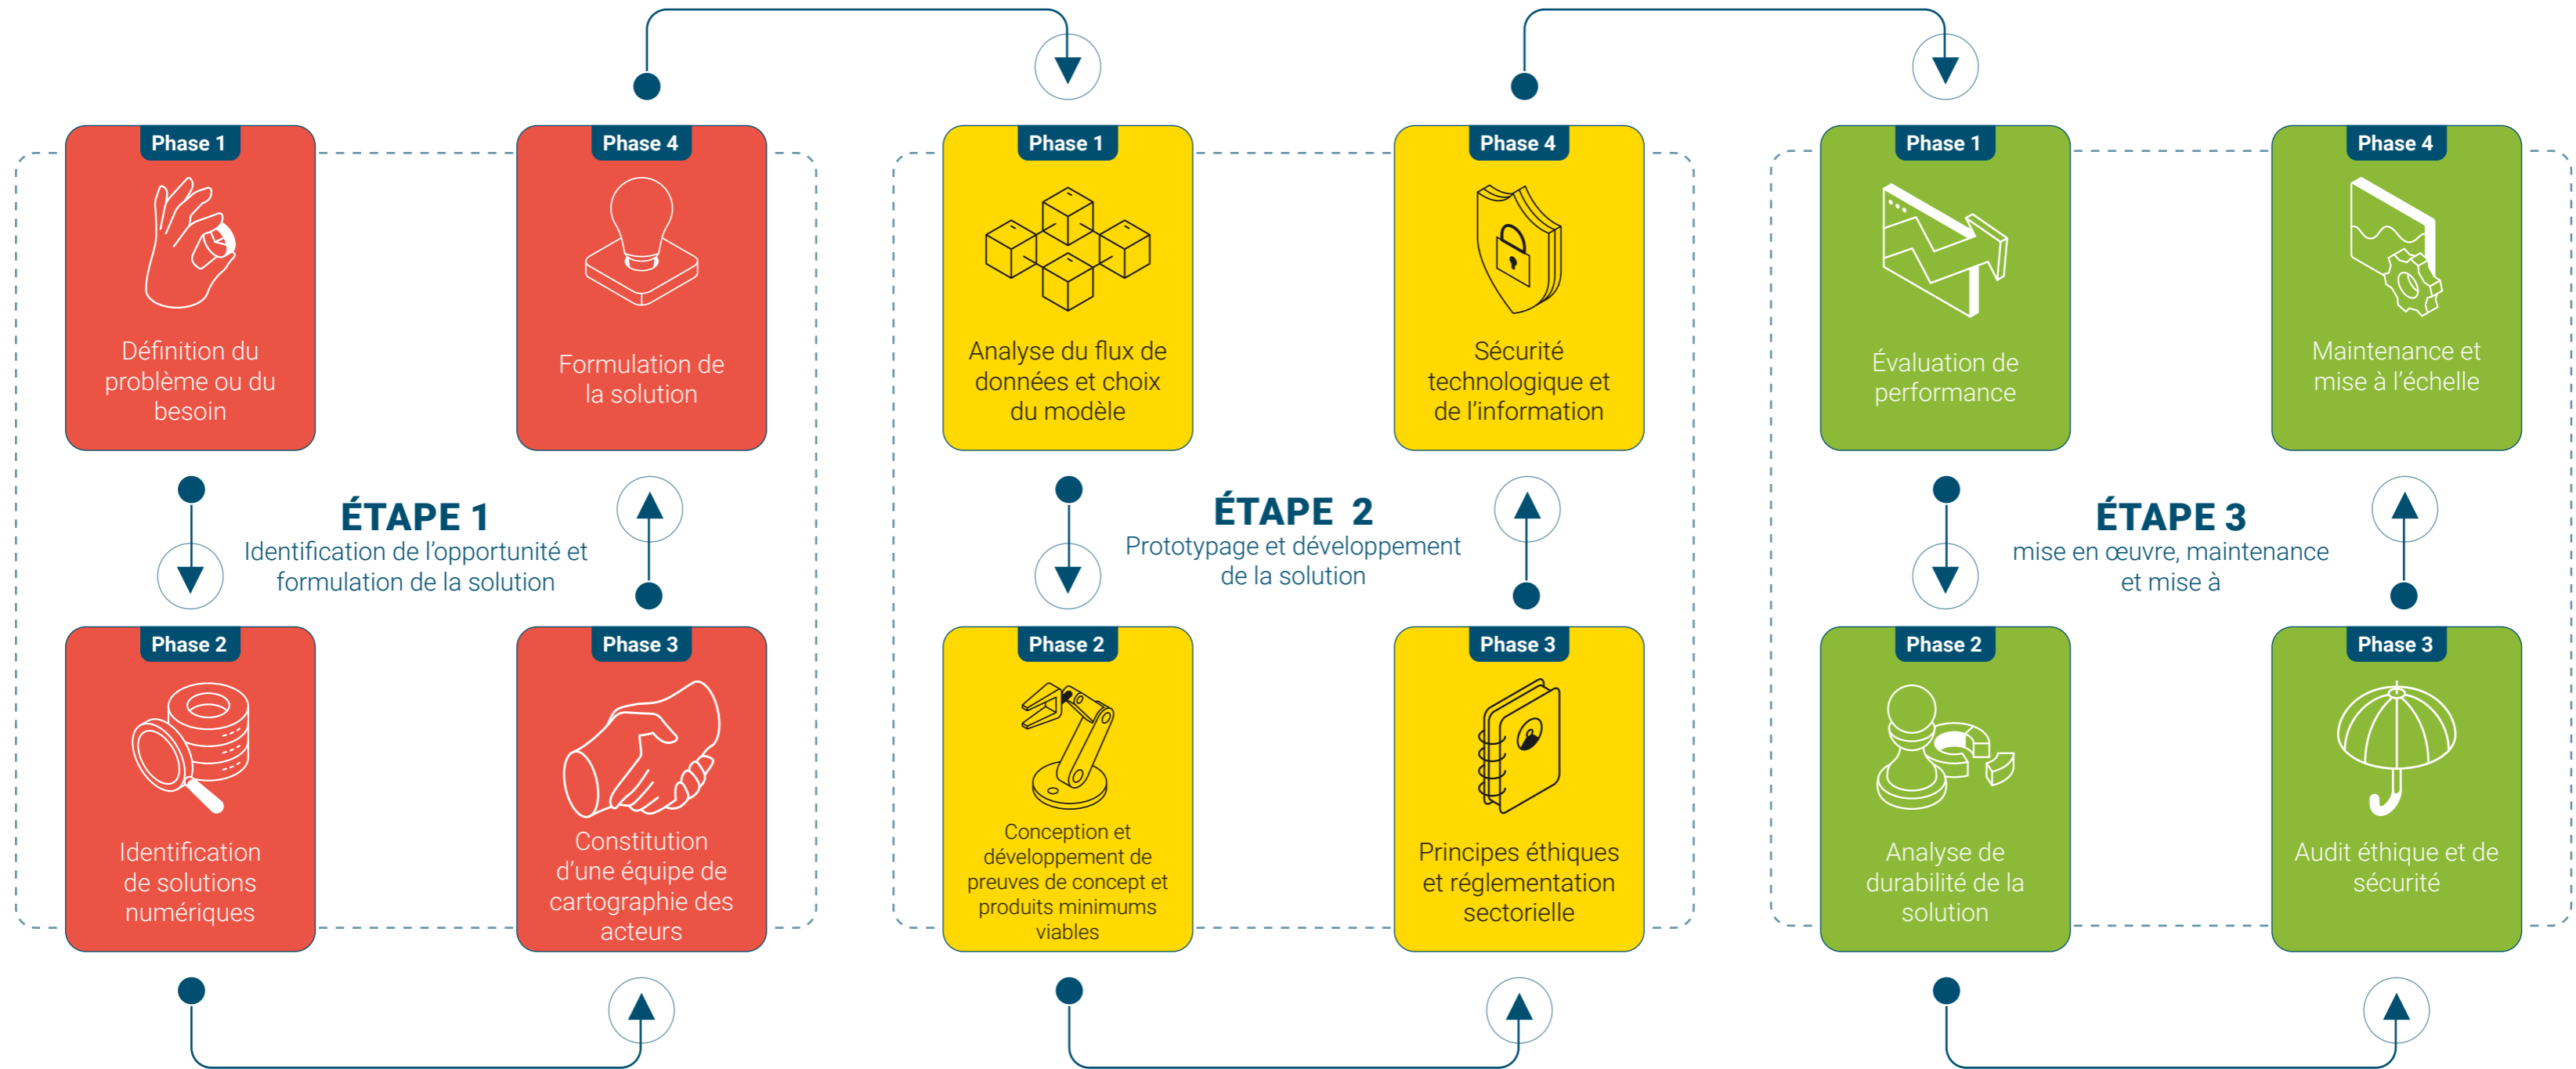 Phase 1
Définition du
problème ou du
besoin
Phase 4
Formulation de
la solution
ÉTAPE 1
Identification de l'opportunité et
formulation de la solution
Phase 2
Identification
de solutions
numériques
Phase 3
Constitution
d'une équipe de
cartographie des
acteurs
Phase 1
Analyse du flux de
données et choix
du modèle
Phase 4
Sécurité
technologique et
de l'information
ÉTAPE 2
Prototypage et développement
de la solution
Phase 2
Conception et
développement de
preuves de concept et
produits minimums
viables
Phase 3
Principes éthiques
et réglementation
sectorielle
Phase 1
Évaluation de
performance
Phase 4
Maintenance et
mise à l'échelle
ÉTAPE 3
mise en œuvre, maintenance
et mise à
Phase 2
Analyse de
durabilité de la
solution
Phase 3
Audit éthique et de
sécurité